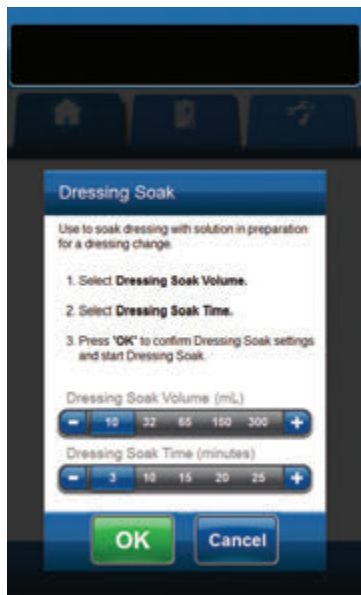 Dressing Soak
Use to soak dressing with solution in preparation
for a dressing change.
1. Select Dressing Soak Volume.
2. Select Dressing Soak Time.
3. Press 'OK' to confirm Dressing Soak settings
and start Dressing Soak.
Dressing Soak Volume (mL)
- 10 32 65 160 300 +
Dressing Soak Time (minutes)
- 3 10 15 20 25 +
OK Cancel